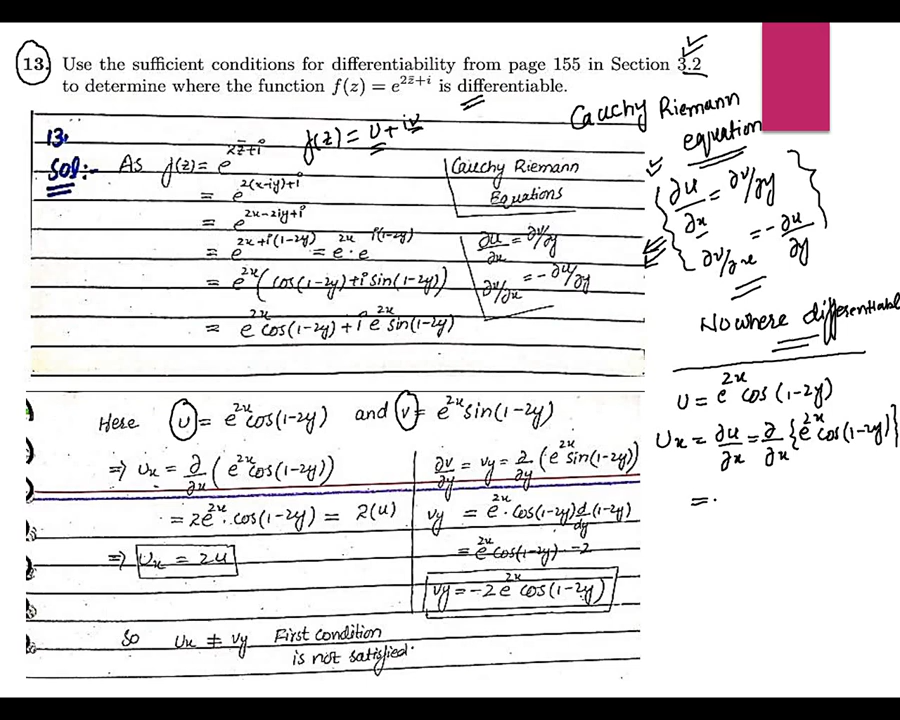 13. Use the sufficient conditions for differentiability from page 155 in Section 3.2
to determine where the function f(z) = e^{2z̄+i} is differentiable.
Cauchy Riemann
equation
∂u/∂x = ∂v/∂y
∂v/∂x = -∂u/∂y
Nowhere differentiable
13.
f(z) = U + iv
Sol:- As f(z) = e^{2z̄+i}
= e^{2(x-iy)+i}
= e^{2x-2iy+i}
= e^{2x+i(1-2y)} = e^{2x} · e^{i(1-2y)}
= e^{2x}(cos(1-2y)+i sin(1-2y))
= e^{2x} cos(1-2y) + i e^{2x} sin(1-2y)
Cauchy Riemann
Equations
∂u/∂x = ∂v/∂y
∂v/∂x = -∂u/∂y
Here U = e^{2x} cos(1-2y) and v = e^{2x} sin(1-2y)
⇒ Ux = ∂/∂x (e^{2x} cos(1-2y))
= 2e^{2x} · cos(1-2y) = 2(u)
⇒ Ux = 2u
∂v/∂y = vy = ∂/∂y (e^{2x} sin(1-2y))
vy = e^{2x} · cos(1-2y) d/dy (1-2y)
= e^{2x} cos(1-2y) · -2
vy = -2 e^{2x} cos(1-2y)
So Ux ≠ vy First condition
is not satisfied.
U = e^{2x} cos(1-2y)
Ux = ∂u/∂x = ∂/∂x {e^{2x} cos(1-2y)}
= ·